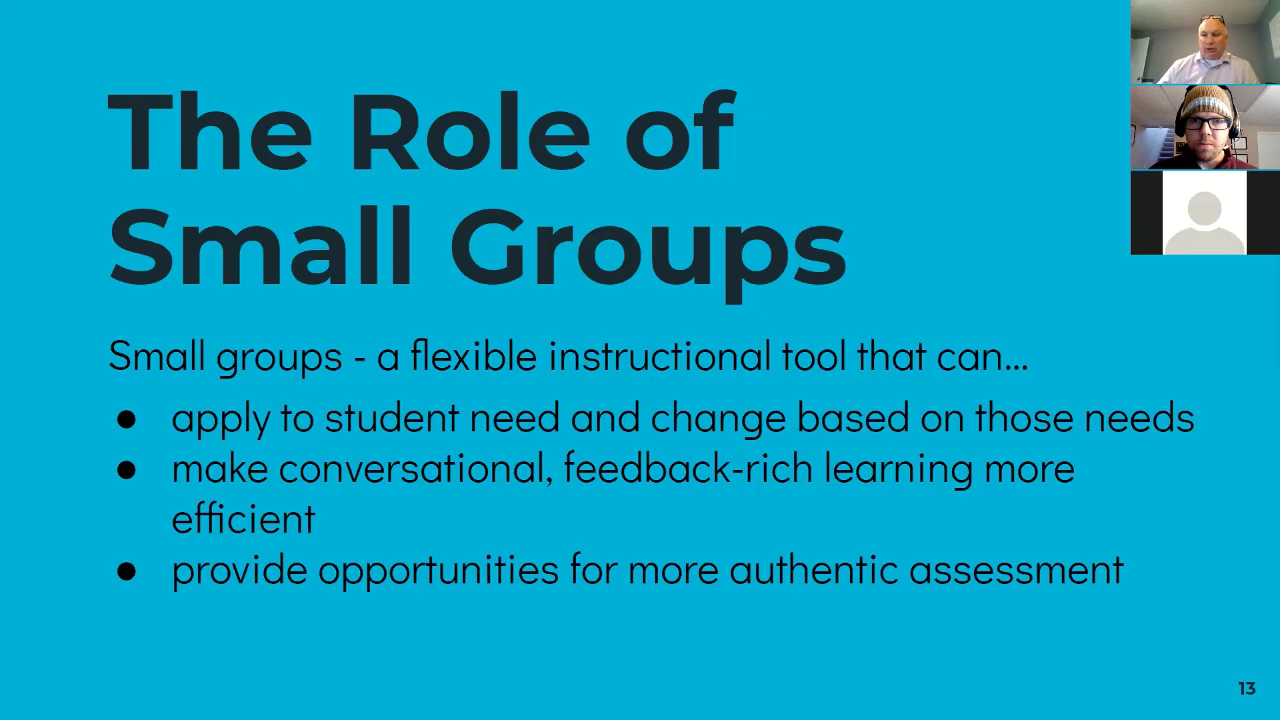 The Role of
Small Groups
Small groups - a flexible instructional tool that can...
● apply to student need and change based on those needs
● make conversational, feedback-rich learning more
efficient
● provide opportunities for more authentic assessment
13